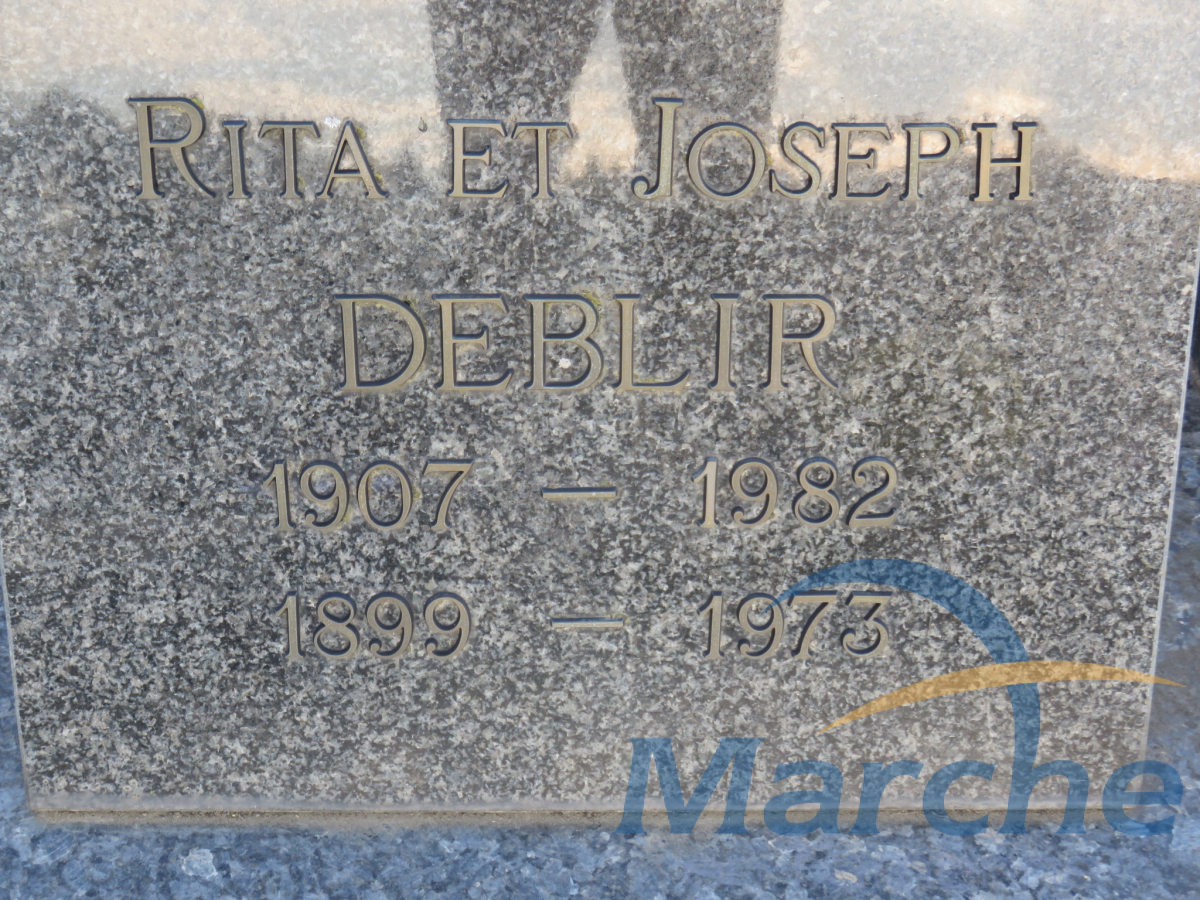 RITA ET JOSEPH
DEBLIR
1907 — 1982
1899 — 1973
Marche